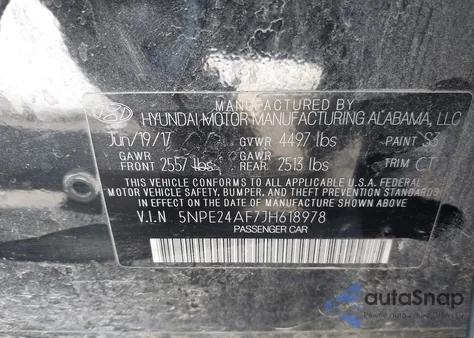 MANUFACTURED BY
HYUNDAI MOTOR MANUFACTURING ALABAMA, LLC
Jun/19/17 GVWR 4497 lbs PAINT S3
GAWR FRONT 2557 lbs GAWR REAR 2513 lbs TRIM CT
THIS VEHICLE CONFORMS TO ALL APPLICABLE U.S.A. FEDERAL
MOTOR VEHICLE SAFETY, BUMPER, AND THEFT PREVENTION STANDARDS
IN EFFECT ON THE DATE OF MANUFACTURE SHOWN ABOVE.
V.I.N 5NPE24AF7JH618978
PASSENGER CAR
autoSnap